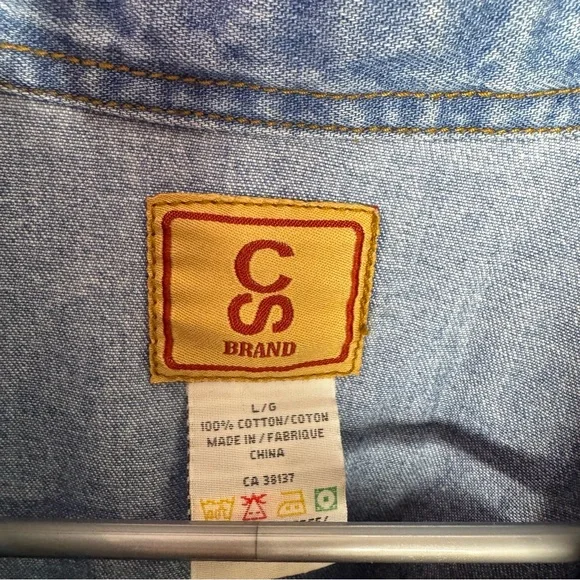 CS
BRAND
L/G
100% COTTON/COTON
MADE IN/FABRIQUE
CHINA
CA 38137